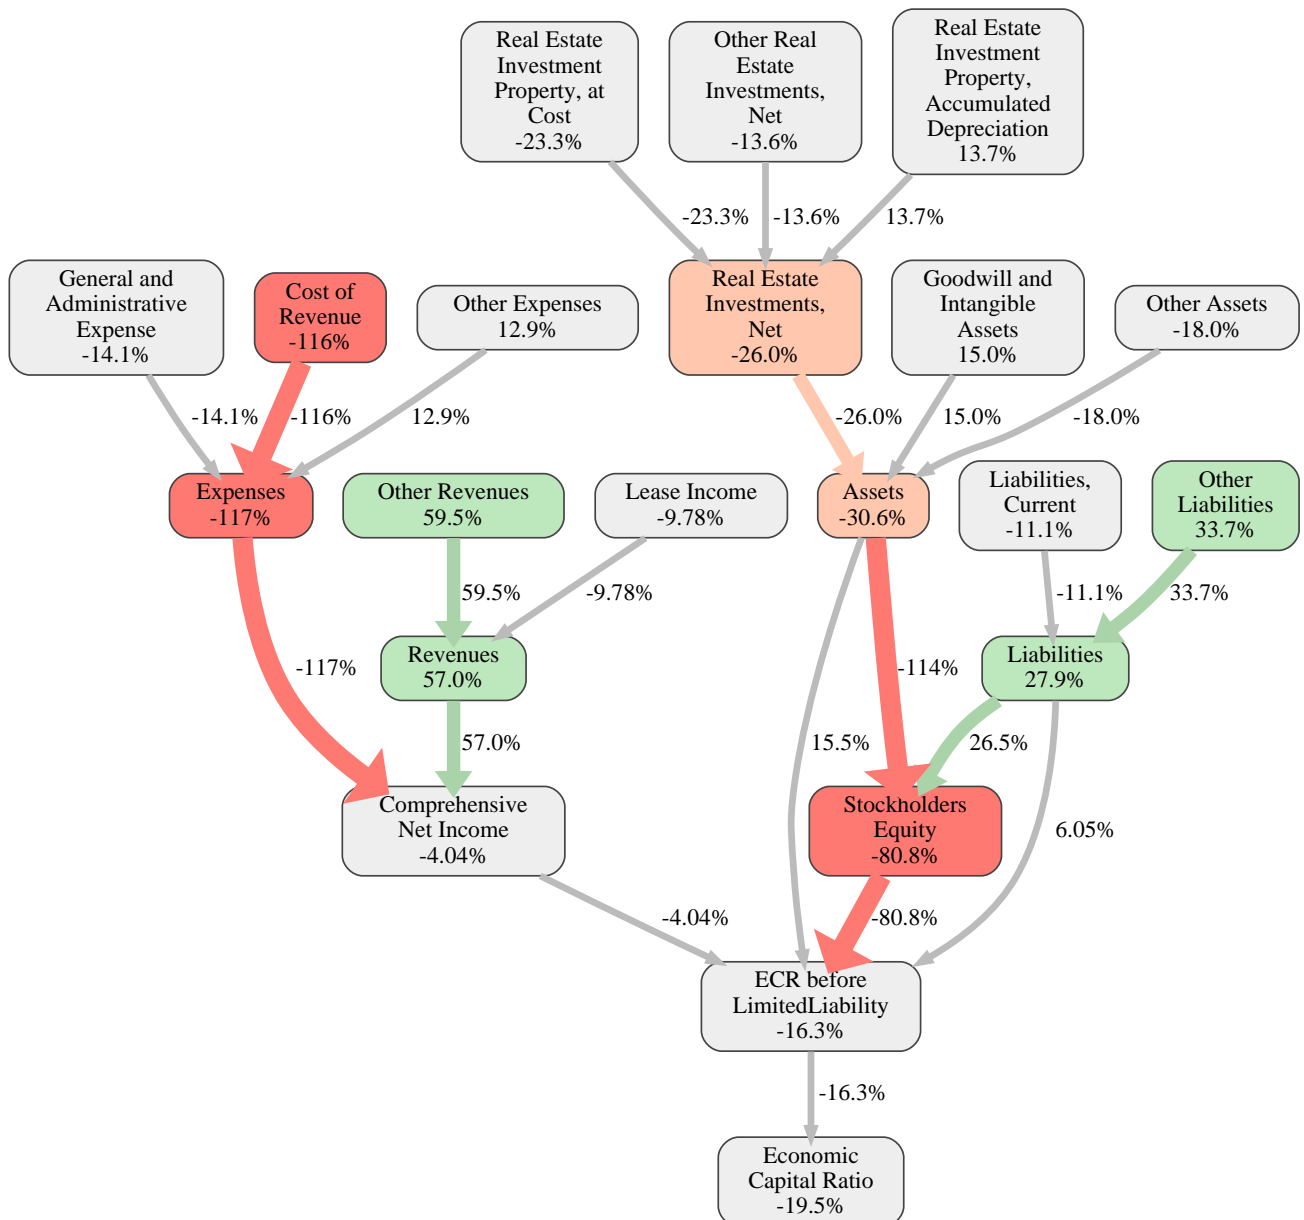 Real Estate
Investment
Property, at
Cost
-23.3%
Other Real
Estate
Investments,
Net
-13.6%
Real Estate
Investment
Property,
Accumulated
Depreciation
13.7%
-23.3%
-13.6%
13.7%
General and
Administrative
Expense
-14.1%
Cost of
Revenue
-116%
Other Expenses
12.9%
Real Estate
Investments,
Net
-26.0%
Goodwill and
Intangible
Assets
15.0%
Other Assets
-18.0%
-14.1%
-116%
12.9%
-26.0%
15.0%
-18.0%
Expenses
-117%
Other Revenues
59.5%
Lease Income
-9.78%
Assets
-30.6%
Liabilities,
Current
-11.1%
Other
Liabilities
33.7%
59.5%
-9.78%
-11.1%
33.7%
-117%
Revenues
57.0%
-114%
Liabilities
27.9%
57.0%
15.5%
26.5%
Comprehensive
Net Income
-4.04%
Stockholders
Equity
-80.8%
6.05%
-4.04%
-80.8%
ECR before
LimitedLiability
-16.3%
-16.3%
Economic
Capital Ratio
-19.5%